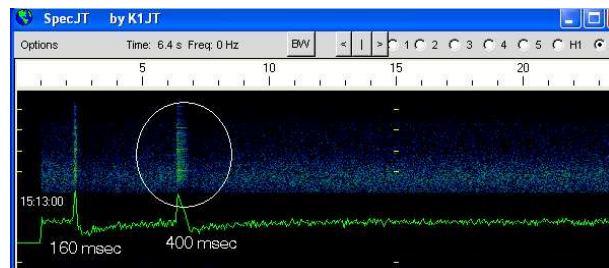 SpecJT by K1JT
Options Time: 6.4 s Freq: 0 Hz BW < | > 1 2 3 4 5 H1
5 10 15 20
15:13:00
160 msec 400 msec